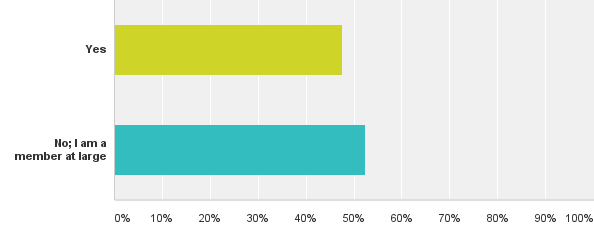 Yes
No; I am a
member at large
0% 10% 20% 30% 40% 50% 60% 70% 80% 90% 100%